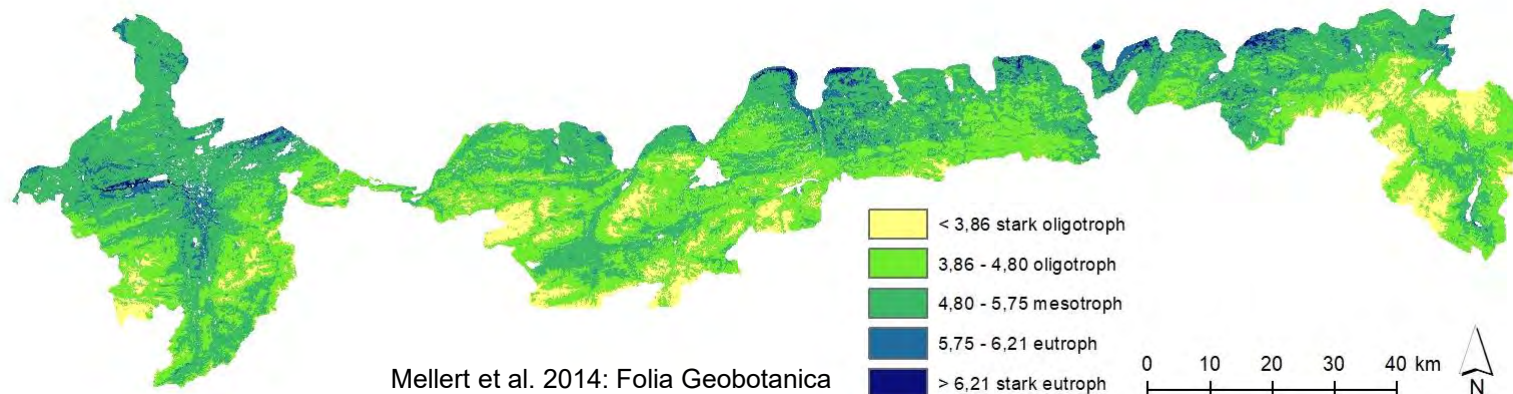 < 3,86 stark oligotroph
3,86 - 4,80 oligotroph
4,80 - 5,75 mesotroph
5,75 - 6,21 eutroph
> 6,21 stark eutroph
Mellert et al. 2014: Folia Geobotanica
0 10 20 30 40 km
N